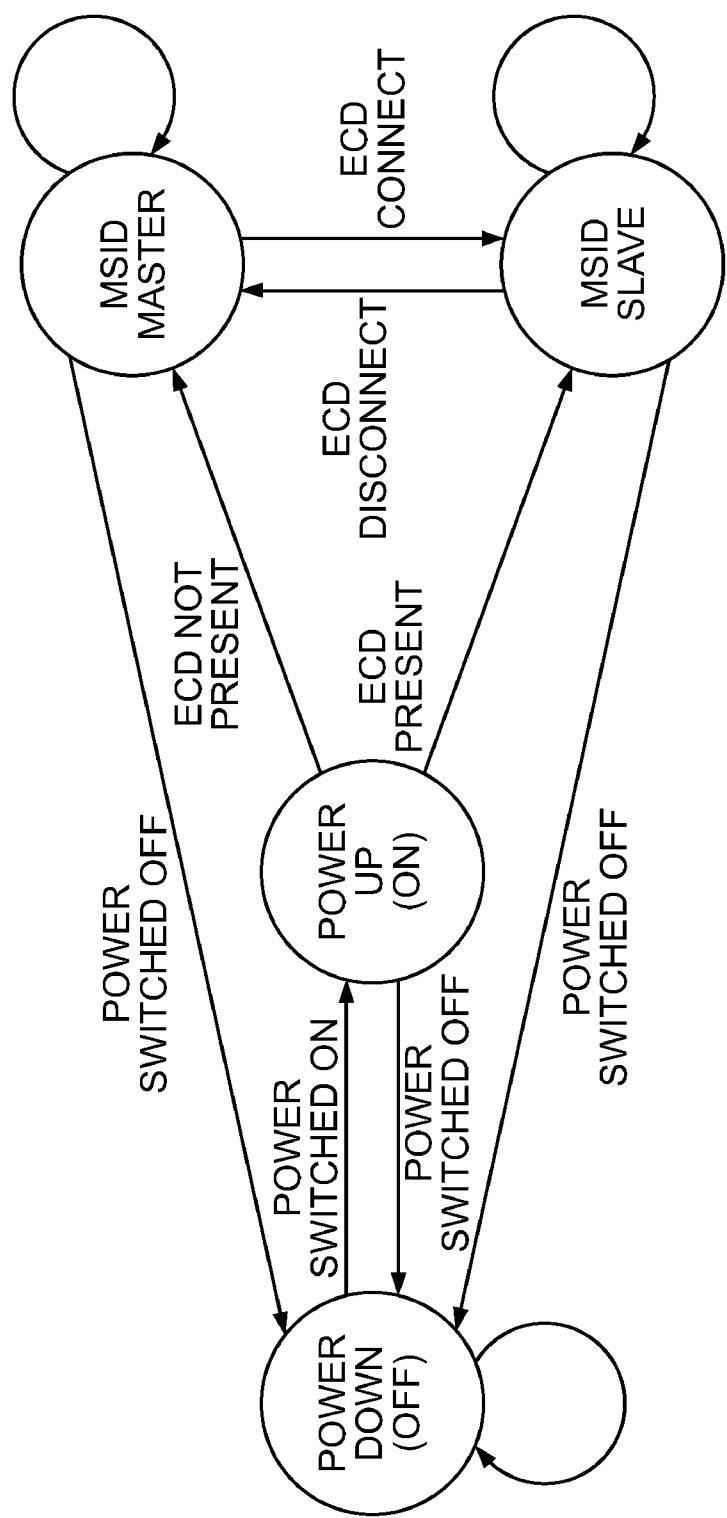 POWER
DOWN
(OFF)
POWER
SWITCHED OFF
POWER
SWITCHED ON
POWER
SWITCHED OFF
POWER
SWITCHED OFF
POWER
UP
(ON)
ECD NOT
PRESENT
ECD
PRESENT
MSID
MASTER
ECD
DISCONNECT
ECD
CONNECT
MSID
SLAVE